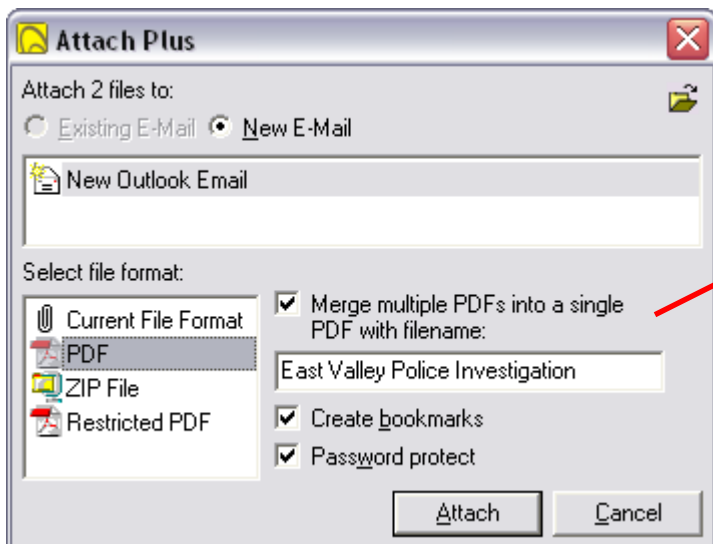 Attach Plus
Attach 2 files to:
Existing E-Mail New E-Mail
New Outlook Email
Select file format:
Current File Format
PDF
ZIP File
Restricted PDF
Merge multiple PDFs into a single
PDF with filename:
East Valley Police Investigation
Create bookmarks
Password protect
Attach Cancel